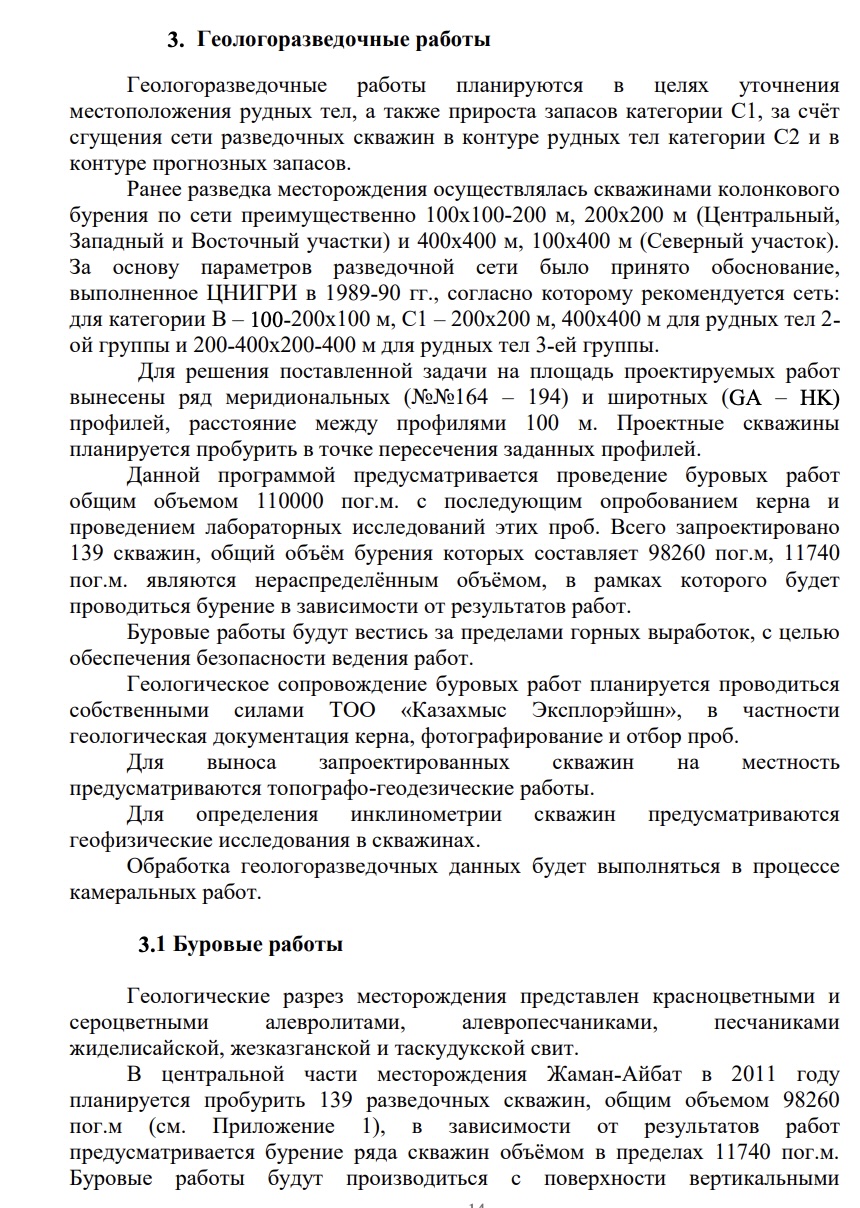 3. Геологоразведочные работы
Геологоразведочные работы планируются в целях уточнения
местоположения рудных тел, а также прироста запасов категории С1, за счёт
сгущения сети разведочных скважин в контуре рудных тел категории С2 и в
контуре прогнозных запасов.
Ранее разведка месторождения осуществлялась скважинами колонкового
бурения по сети преимущественно 100х100-200 м, 200х200 м (Центральный,
Западный и Восточный участки) и 400х400 м, 100х400 м (Северный участок).
За основу параметров разведочной сети было принято обоснование,
выполненное ЦНИГРИ в 1989-90 гг., согласно которому рекомендуется сеть:
для категории В – 100-200х100 м, С1 – 200х200 м, 400х400 м для рудных тел 2-
ой группы и 200-400х200-400 м для рудных тел 3-ей группы.
Для решения поставленной задачи на площадь проектируемых работ
вынесены ряд меридиональных (№№164 – 194) и широтных (GA – HK)
профилей, расстояние между профилями 100 м. Проектные скважины
планируется пробурить в точке пересечения заданных профилей.
Данной программой предусматривается проведение буровых работ
общим объемом 110000 пог.м. с последующим опробованием керна и
проведением лабораторных исследований этих проб. Всего запроектировано
139 скважин, общий объём бурения которых составляет 98260 пог.м, 11740
пог.м. являются нераспределённым объёмом, в рамках которого будет
проводиться бурение в зависимости от результатов работ.
Буровые работы будут вестись за пределами горных выработок, с целью
обеспечения безопасности ведения работ.
Геологическое сопровождение буровых работ планируется проводиться
собственными силами ТОО «Казахмыс Эксплорэйшн», в частности
геологическая документация керна, фотографирование и отбор проб.
Для выноса запроектированных скважин на местность
предусматриваются топографо-геодезические работы.
Для определения инклинометрии скважин предусматриваются
геофизические исследования в скважинах.
Обработка геологоразведочных данных будет выполняться в процессе
камеральных работ.
3.1 Буровые работы
Геологические разрез месторождения представлен красноцветными и
сероцветными алевролитами, алевропесчаниками, песчаниками
жиделисайской, жезказганской и таскудукской свит.
В центральной части месторождения Жаман-Айбат в 2011 году
планируется пробурить 139 разведочных скважин, общим объемом 98260
пог.м (см. Приложение 1), в зависимости от результатов работ
предусматривается бурение ряда скважин объёмом в пределах 11740 пог.м.
Буровые работы будут производиться с поверхности вертикальными